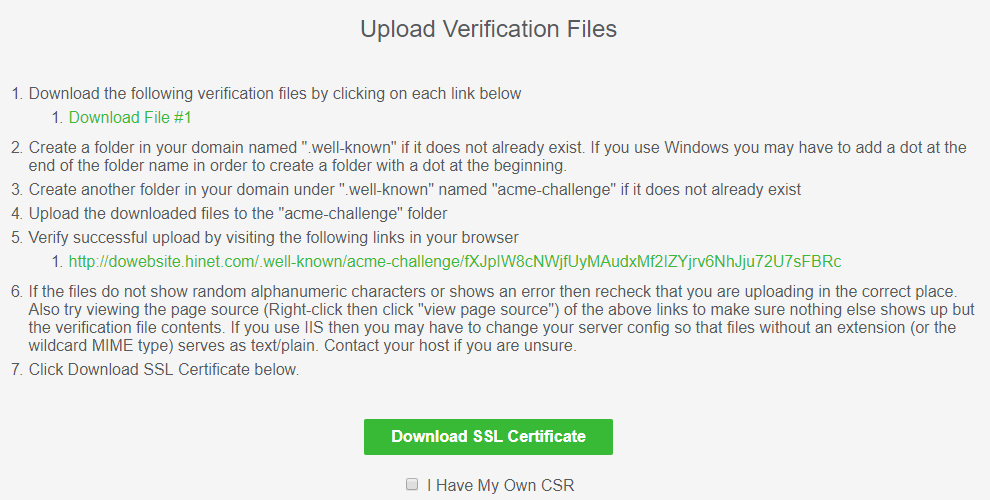 Upload Verification Files
1. Download the following verification files by clicking on each link below
1. Download File #1
2. Create a folder in your domain named ".well-known" if it does not already exist. If you use Windows you may have to add a dot at the
end of the folder name in order to create a folder with a dot at the beginning.
3. Create another folder in your domain under ".well-known" named "acme-challenge" if it does not already exist
4. Upload the downloaded files to the "acme-challenge" folder
5. Verify successful upload by visiting the following links in your browser
1. http://dowebsite.hinet.com/.well-known/acme-challenge/fXJpIW8cNWjfUyMAudxMf2IZYjrv6NhJju72U7sFBRc
6. If the files do not show random alphanumeric characters or shows an error then recheck that you are uploading in the correct place.
Also try viewing the page source (Right-click then click "view page source") of the above links to make sure nothing else shows up but
the verification file contents. If you use IIS then you may have to change your server config so that files without an extension (or the
wildcard MIME type) serves as text/plain. Contact your host if you are unsure.
7. Click Download SSL Certificate below.
Download SSL Certificate
I Have My Own CSR